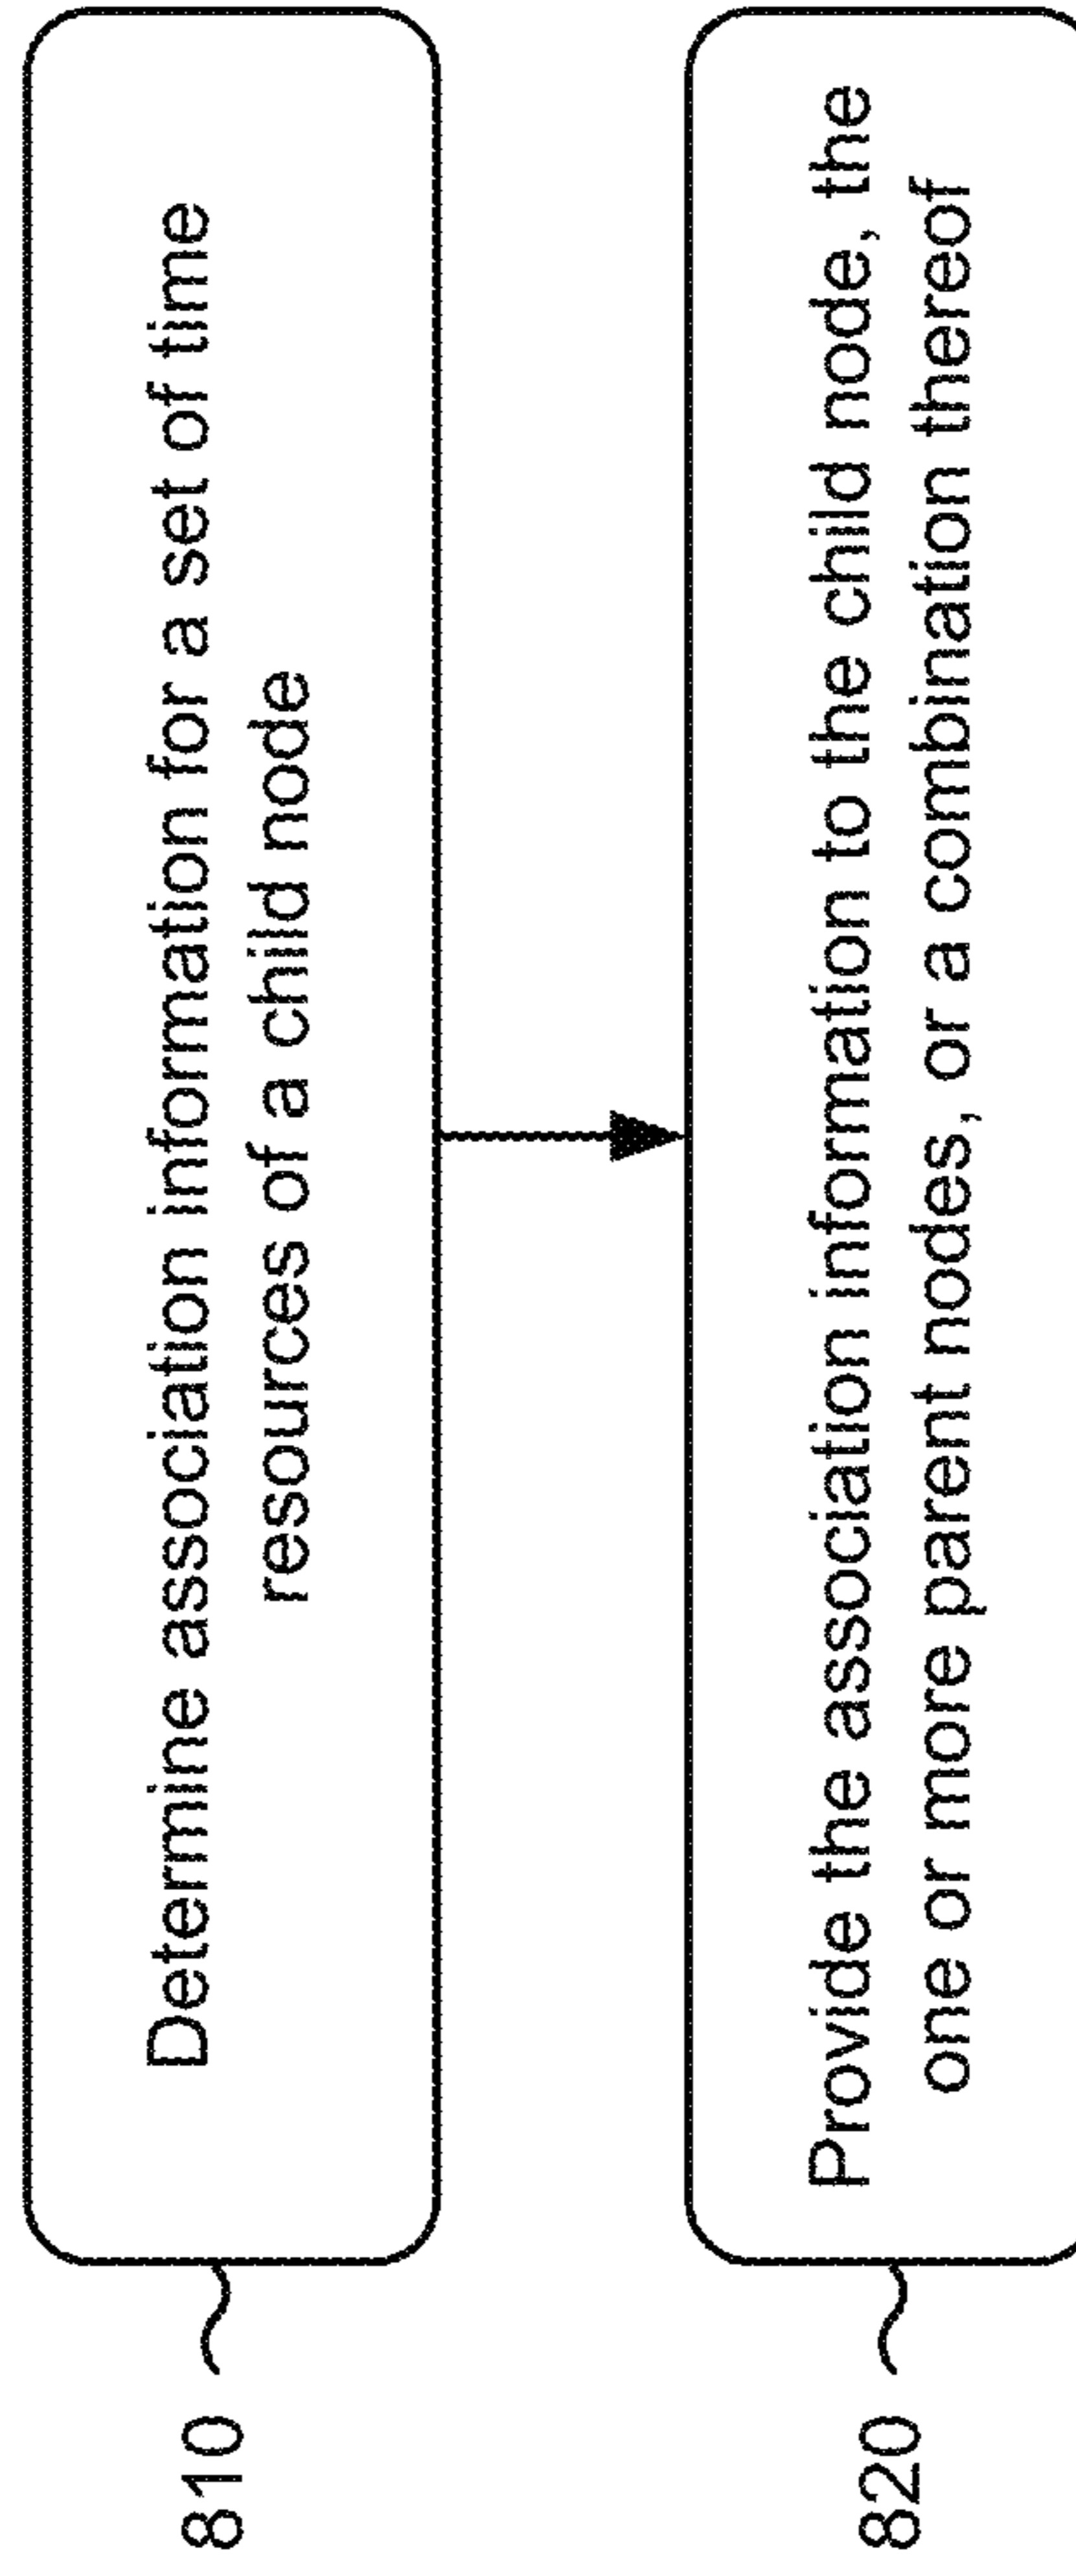 810
Determine association information for a set of time
resources of a child node
820
Provide the association information to the child node, the
one or more parent nodes, or a combination thereof